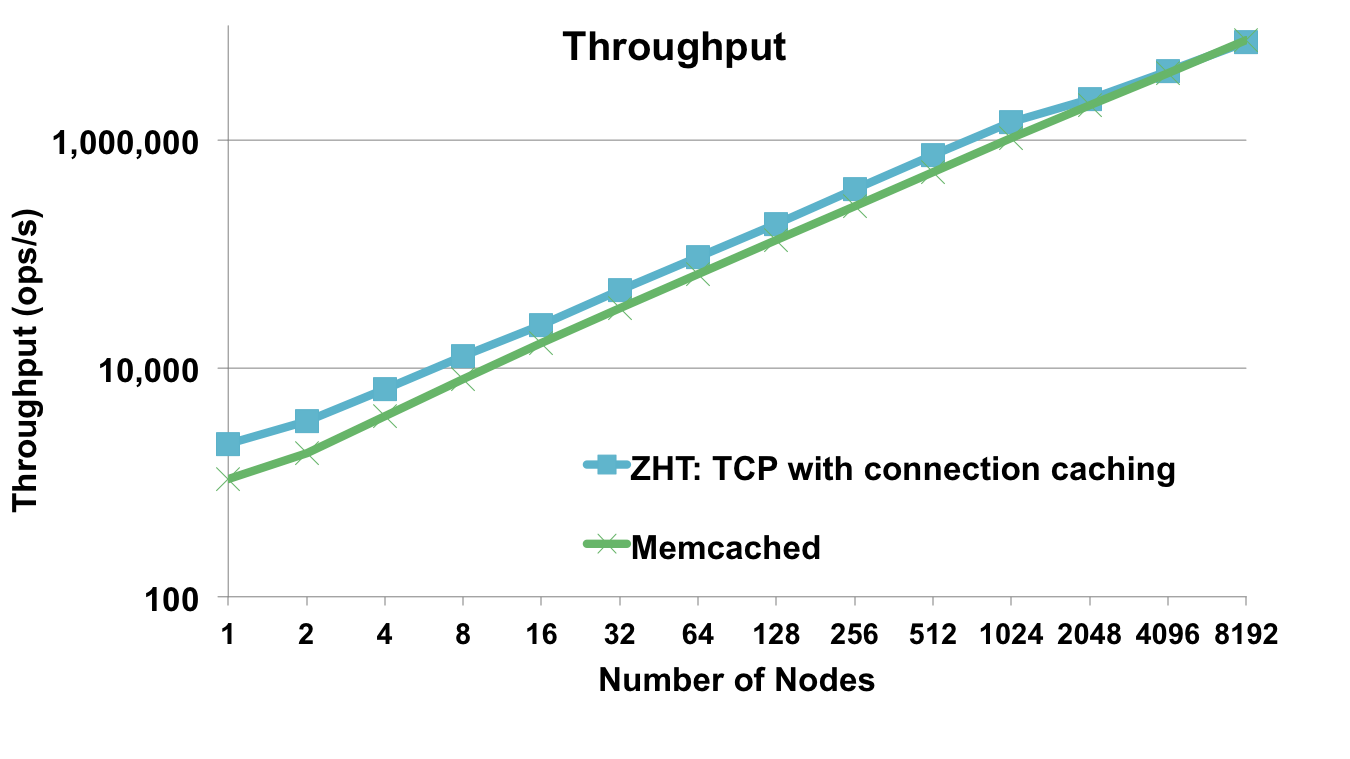 Throughput
1,000,000
10,000
100
Throughput (ops/s)
ZHT: TCP with connection caching
Memcached
1 2 4 8 16 32 64 128 256 512 1024 2048 4096 8192
Number of Nodes